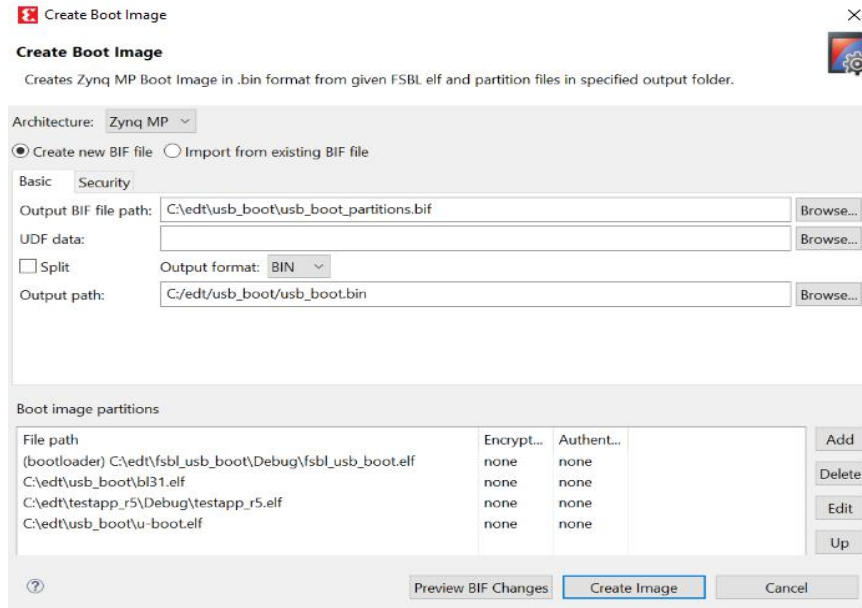 Create Boot Image
Create Boot Image
Creates Zynq MP Boot Image in .bin format from given FSBL elf and partition files in specified output folder.
Architecture: Zynq MP
Create new BIF file Import from existing BIF file
Basic Security
Output BIF file path: C:\edt\usb_boot\usb_boot_partitions.bif Browse...
UDF data: Browse...
Split Output format: BIN
Output path: C:/edt/usb_boot/usb_boot.bin Browse...
Boot image partitions
File path Encrypt... Authent... Add
(bootloader) C:\edt\fsbl_usb_boot\Debug\fsbl_usb_boot.elf none none
C:\edt\usb_boot\bl31.elf none none Delete
C:\edt\testapp_r5\Debug\testapp_r5.elf none none
C:\edt\usb_boot\u-boot.elf none none Edit
Up
? Preview BIF Changes Create Image Cancel